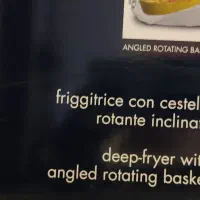 ANGLED ROTATING BA
friggitrice con cestel
rotante inclina
deep-fryer wit
angled rotating baske